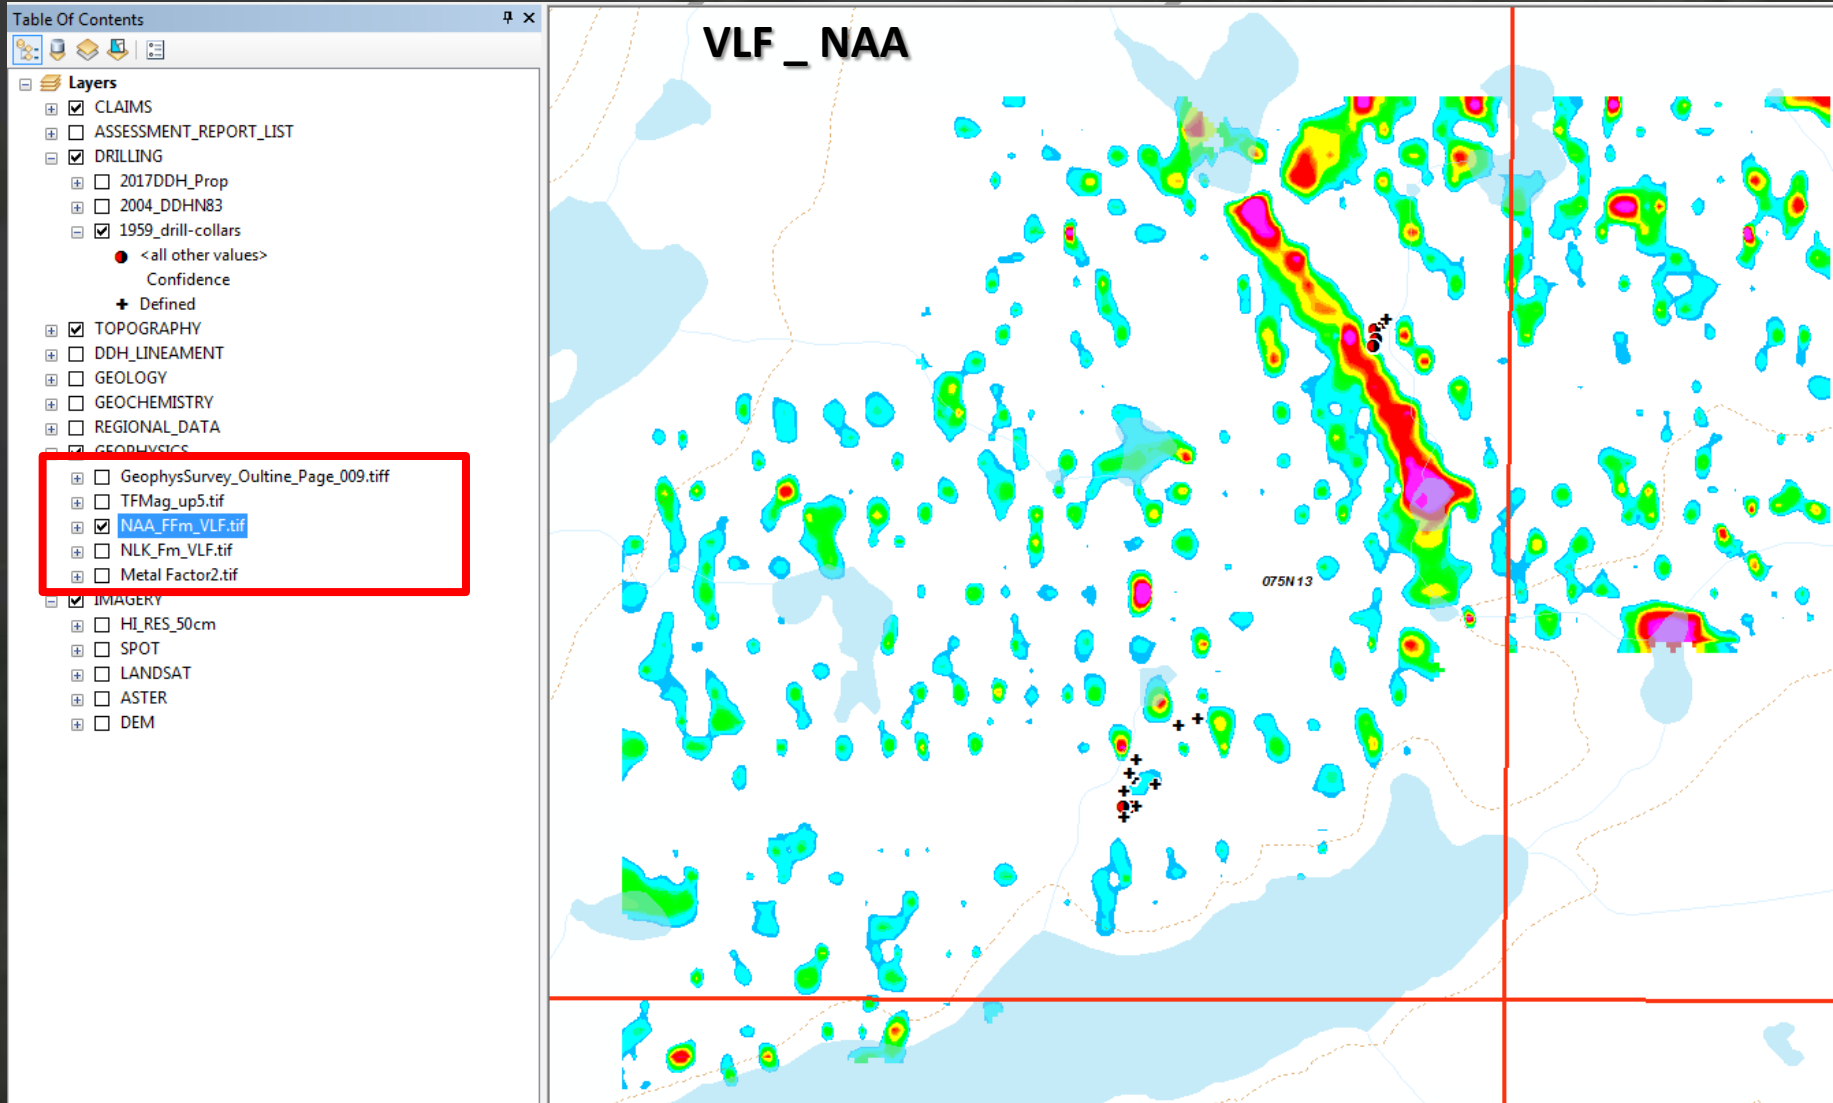 Table Of Contents
VLF _ NAA
Layers
CLAIMS
ASSESSMENT_REPORT_LIST
DRILLING
2017DDH_Prop
2004_DDHN83
1959_drill-collars
<all other values>
Confidence
Defined
TOPOGRAPHY
DDH_LINEAMENT
GEOLOGY
GEOCHEMISTRY
REGIONAL_DATA
GEOPHYSICS
GeophysSurvey_Oultine_Page_009.tiff
TFMag_up5.tif
NAA_FFm_VLF.tif
NLK_Fm_VLF.tif
Metal Factor2.tif
IMAGERY
HI_RES_50cm
SPOT
LANDSAT
ASTER
DEM
075N13